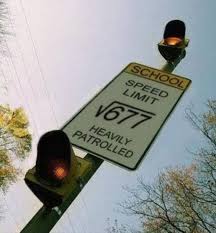 SCHOOL
SPEED
LIMIT
√677
HEAVILY
PATROLLED